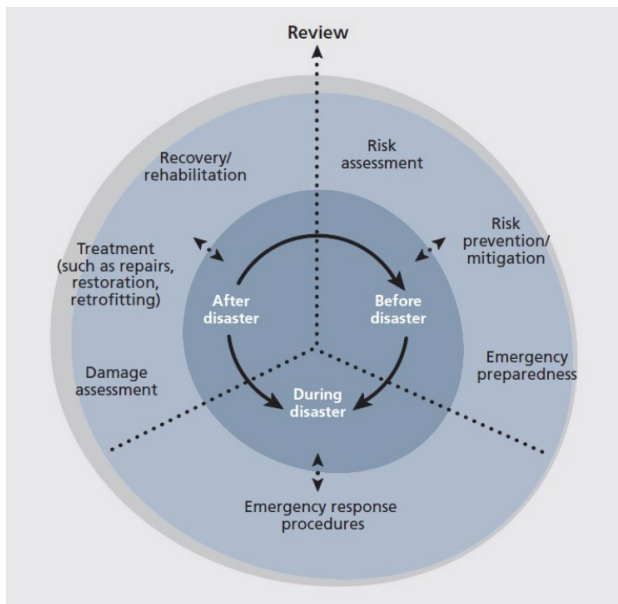 Review
Risk
assessment
Recovery/
rehabilitation
Risk
prevention/
mitigation
Treatment
(such as repairs,
restoration,
retrofitting)
After
disaster
Before
disaster
Damage
assessment
Emergency
preparedness
During
disaster
Emergency response
procedures